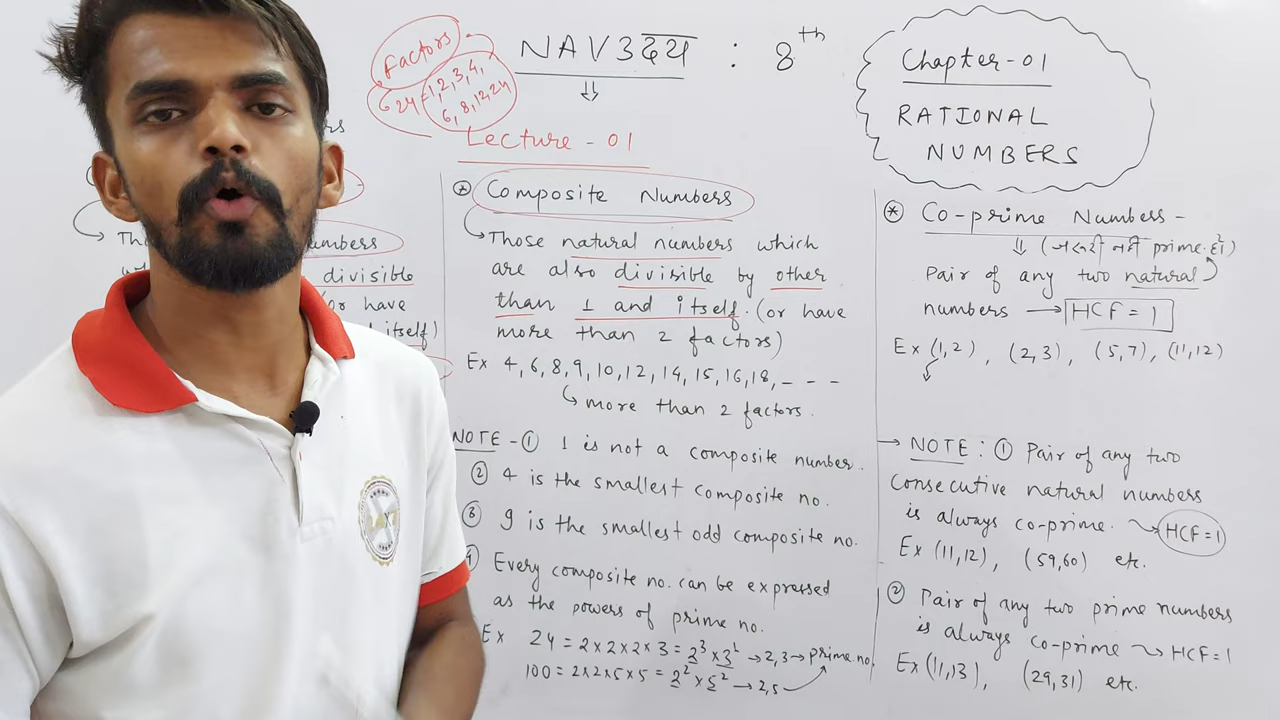 NAV3દય : 8th
Lecture - 01
Factors
24 = 1, 2, 3, 4,
6, 8, 12, 24
Chapter-01
RATIONAL
NUMBERS
umbers
divisible
or have
itself)
Composite Numbers
Those natural numbers which
are also divisible by other
than 1 and itself. (or have
more than 2 factors)
Ex 4, 6, 8, 9, 10, 12, 14, 15, 16, 18, - - -
more than 2 factors.
NOTE - ① 1 is not a composite number.
② 4 is the smallest composite no.
③ 9 is the smallest odd composite no.
④ Every composite no. can be expressed
as the powers of prime no.
Ex 24 = 2×2×2×3 = 2³×3¹ → 2,3 → prime no.
100 = 2×2×5×5 = 2²×5² → 2,5
Co-prime Numbers -
(जरूरी नही prime हो)
Pair of any two natural
numbers → HCF = 1
Ex (1,2), (2,3), (5,7), (11,12)
→ NOTE : ① Pair of any two
consecutive natural numbers
is always co-prime. HCF=1
Ex (11,12), (59,60) etc.
② Pair of any two prime numbers
is always co-prime HCF=1
Ex (11,13), (29,31) etc.